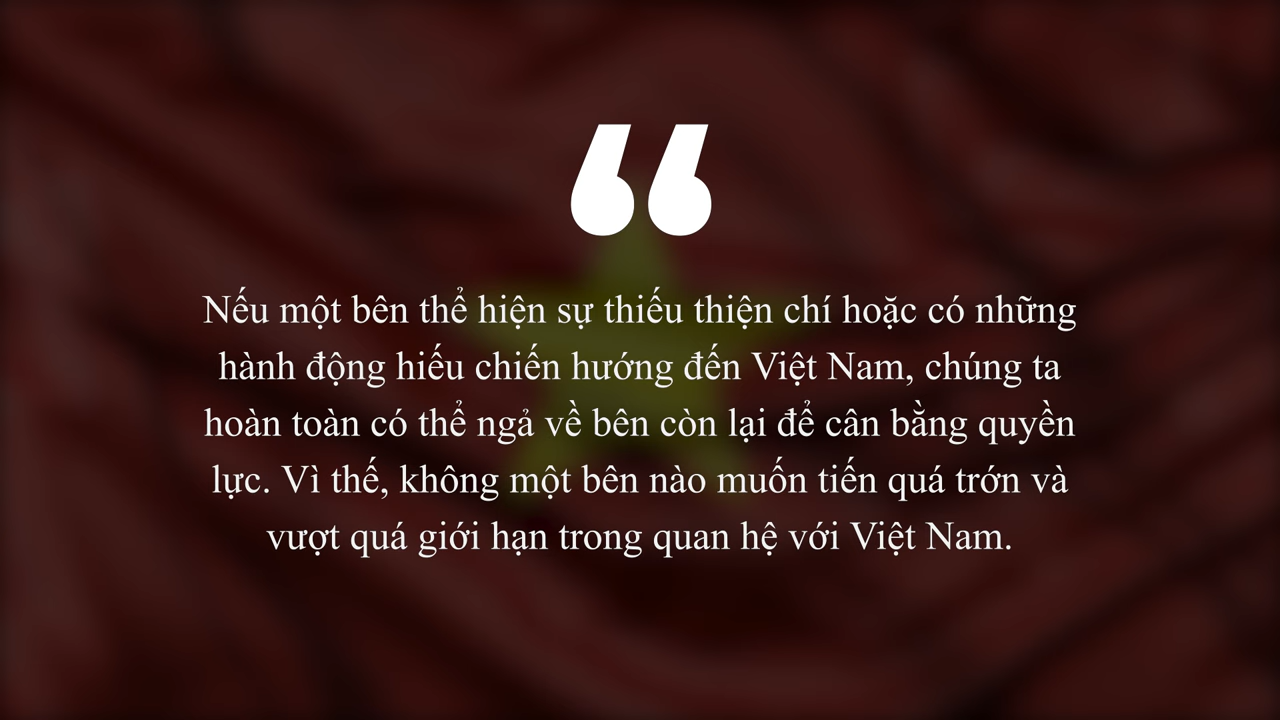 “
Nếu một bên thể hiện sự thiếu thiện chí hoặc có những
hành động hiếu chiến hướng đến Việt Nam, chúng ta
hoàn toàn có thể ngả về bên còn lại để cân bằng quyền
lực. Vì thế, không một bên nào muốn tiến quá trớn và
vượt quá giới hạn trong quan hệ với Việt Nam.